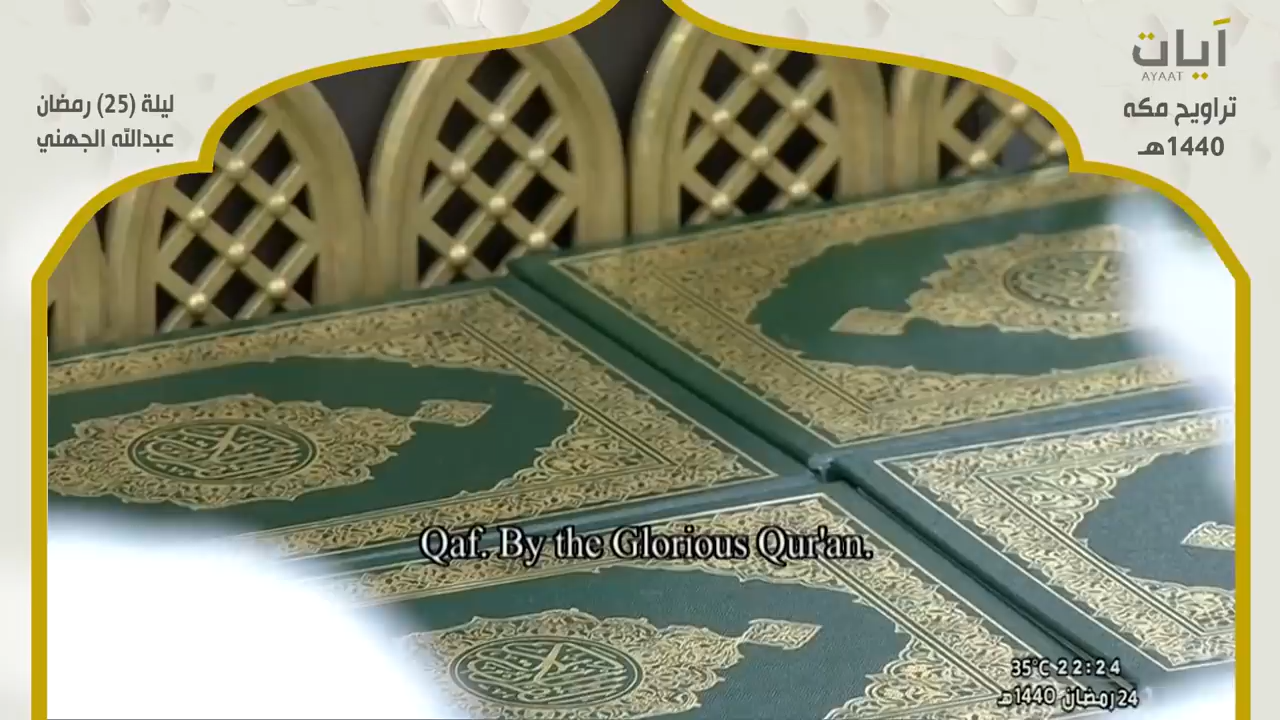 آيات
AYAAT
تراويح مكه
1440هـ
ليلة (25) رمضان
عبدالله الجهني
Qaf. By the Glorious Qur'an.
35°C 22:24
24 رمضان 1440هـ